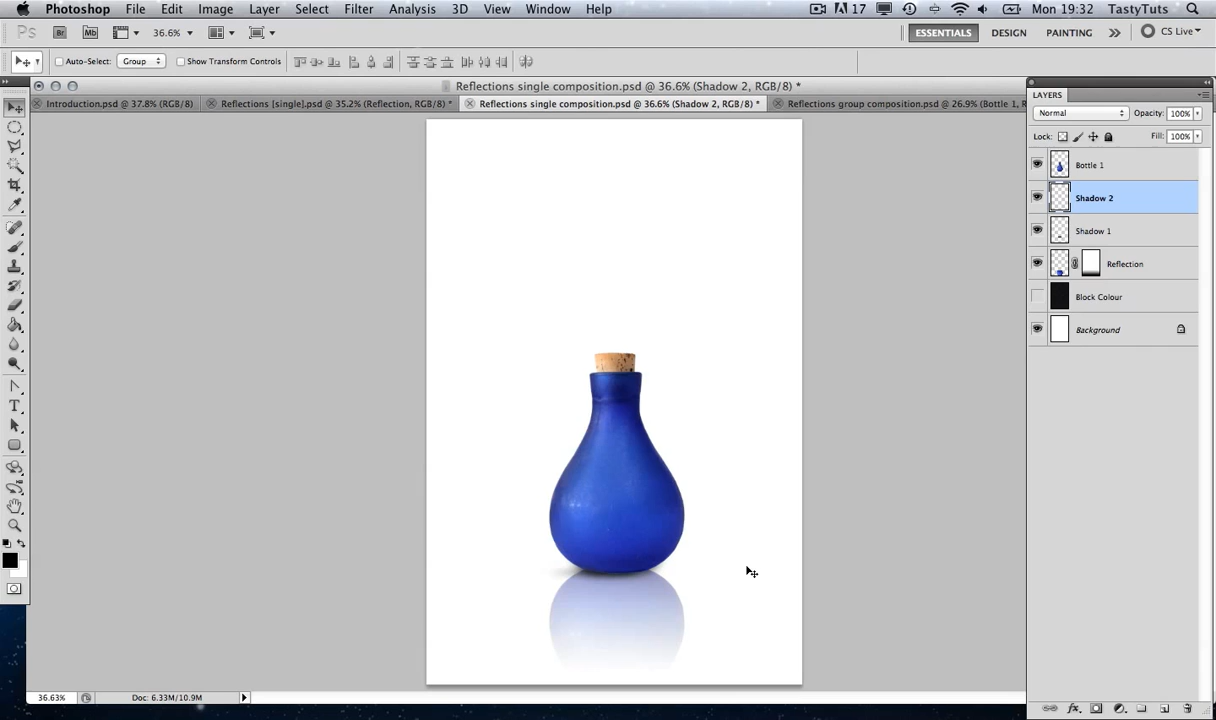 Photoshop File Edit Image Layer Select Filter Analysis 3D View Window Help 17 Mon 19:32 TastyTuts
Ps Br Mb 36.6% ESSENTIALS DESIGN PAINTING CS Live
Auto-Select: Group Show Transform Controls
Reflections single composition.psd @ 36.6% (Shadow 2, RGB/8) *
Introduction.psd @ 37.8% (RGB/8) Reflections [single].psd @ 35.2% (Reflection, RGB/8) * Reflections single composition.psd @ 36.6% (Shadow 2, RGB/8) * Reflections group composition.psd @ 26.9% (Bottle 1, R
LAYERS
Normal Opacity: 100%
Lock: Fill: 100%
Bottle 1
Shadow 2
Shadow 1
Reflection
Block Colour
Background
36.63% Doc: 6.33M/10.9M